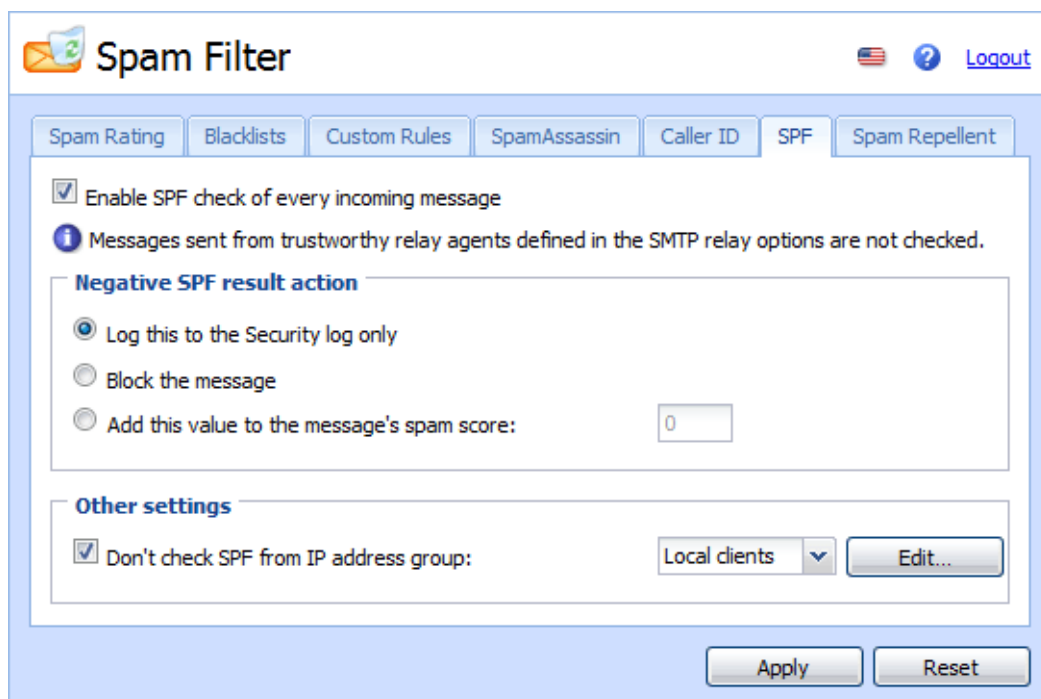 Spam Filter
Logout
Spam Rating Blacklists Custom Rules SpamAssassin Caller ID SPF Spam Repellent
Enable SPF check of every incoming message
Messages sent from trustworthy relay agents defined in the SMTP relay options are not checked.
Negative SPF result action
Log this to the Security log only
Block the message
Add this value to the message's spam score: 0
Other settings
Don't check SPF from IP address group: Local clients Edit...
Apply Reset